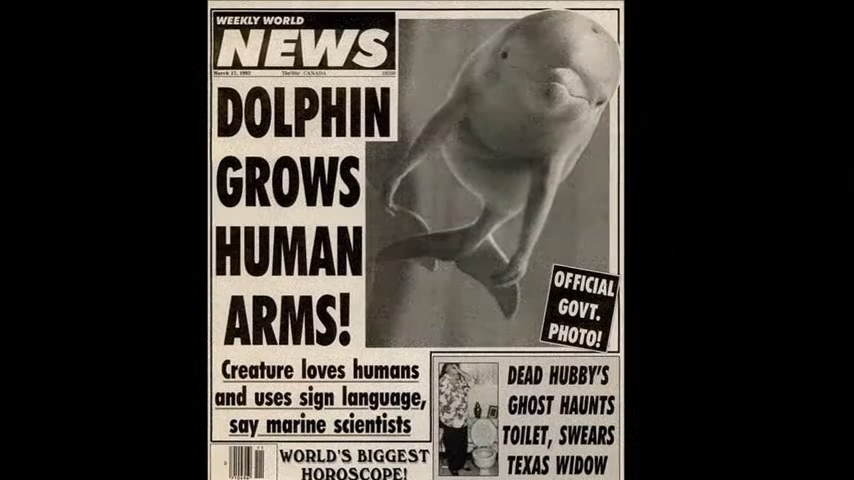 WEEKLY WORLD
NEWS
DOLPHIN
GROWS
HUMAN
ARMS!
OFFICIAL
GOVT.
PHOTO!
Creature loves humans
and uses sign language,
say marine scientists
DEAD HUBBY'S
GHOST HAUNTS
TOILET, SWEARS
TEXAS WIDOW
WORLD'S BIGGEST
HOROSCOPE!